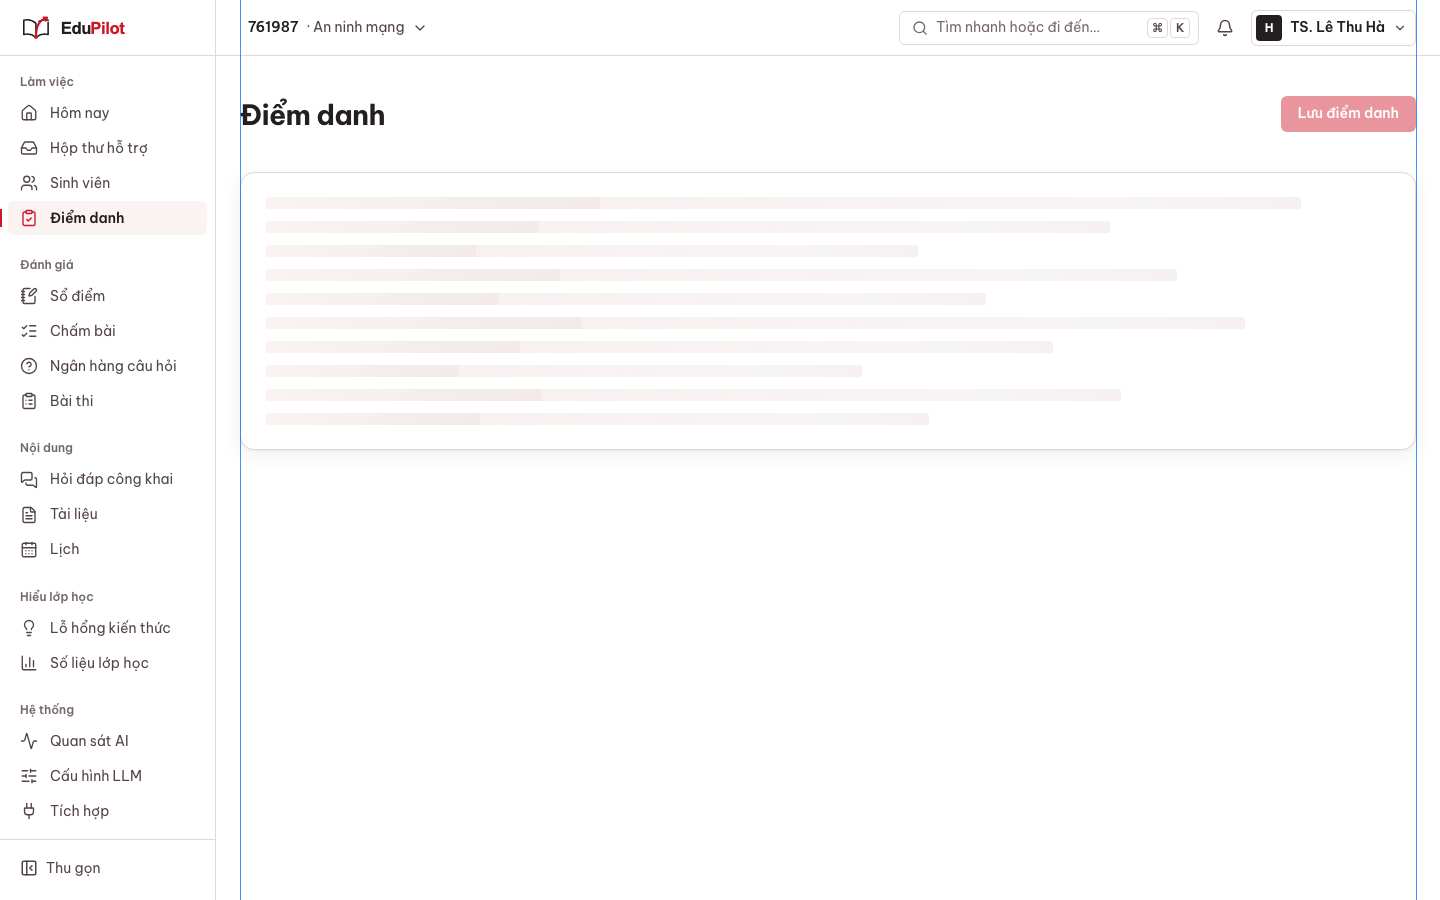 EduPilot
761987 · An ninh mạng
Tìm nhanh hoặc đi đến...
⌘ K
H
TS. Lê Thu Hà
Làm việc
Hôm nay
Hộp thư hỗ trợ
Sinh viên
Điểm danh
Đánh giá
Sổ điểm
Chấm bài
Ngân hàng câu hỏi
Bài thi
Nội dung
Hỏi đáp công khai
Tài liệu
Lịch
Hiểu lớp học
Lỗ hổng kiến thức
Số liệu lớp học
Hệ thống
Quan sát AI
Cấu hình LLM
Tích hợp
Thu gọn
Điểm danh
Lưu điểm danh